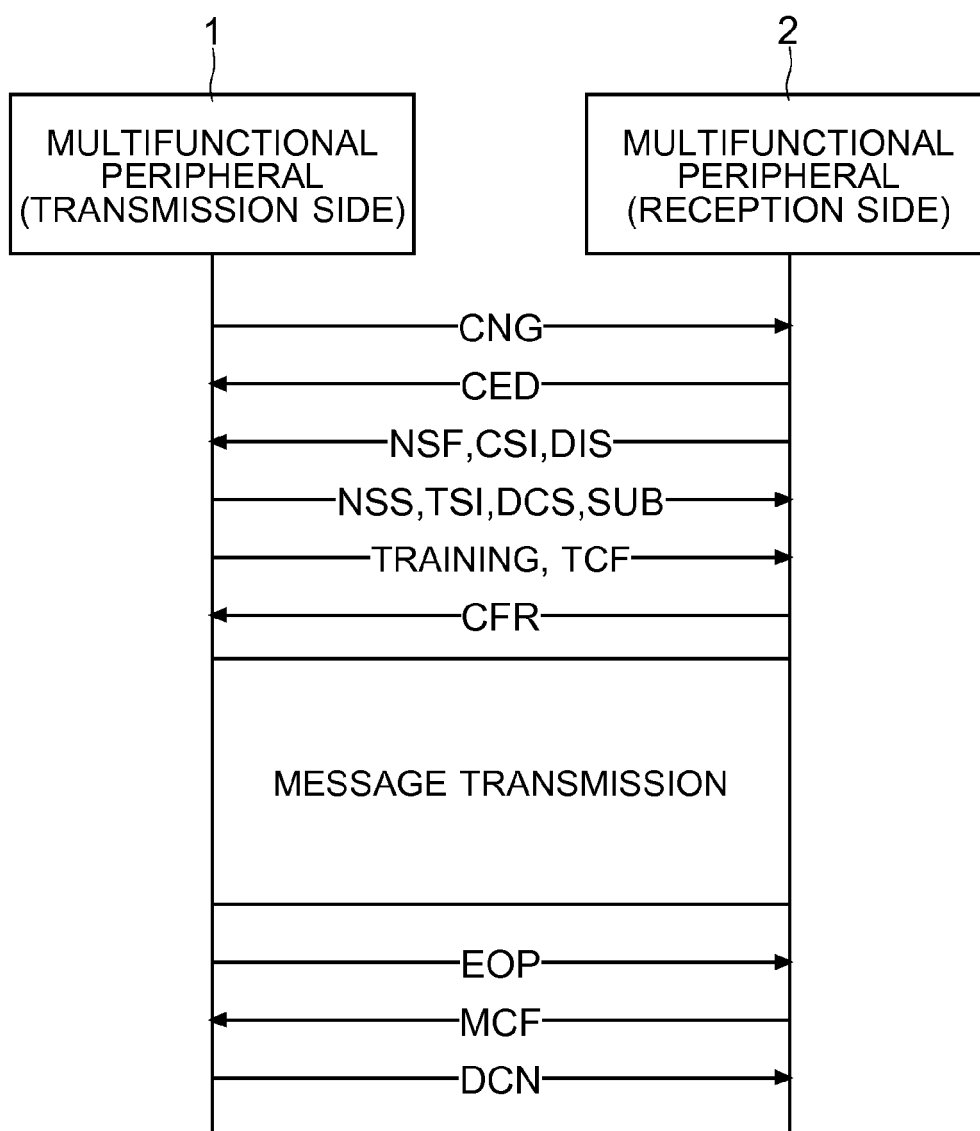 1
2
MULTIFUNCTIONAL
PERIPHERAL
(TRANSMISSION SIDE)
MULTIFUNCTIONAL
PERIPHERAL
(RECEPTION SIDE)
CNG
CED
NSF,CSI,DIS
NSS,TSI,DCS,SUB
TRAINING, TCF
CFR
MESSAGE TRANSMISSION
EOP
MCF
DCN